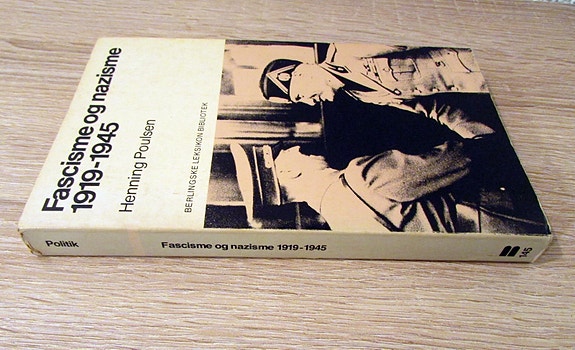 Fascisme og nazisme
1919-1945
Henning Poulsen
BERLINGSKE LEKSIKON BIBLIOTEK
Politik
Fascisme og nazisme 1919-1945
145